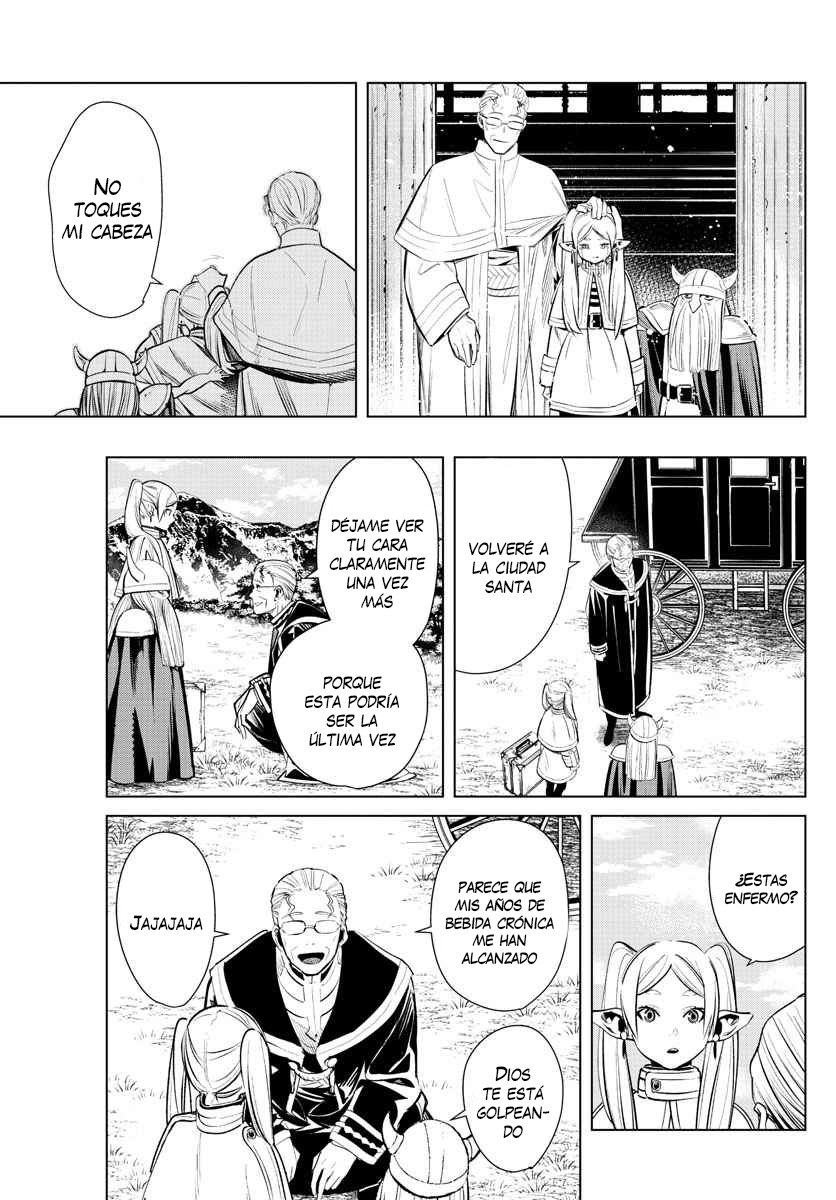 NO
TOQUES
MI CABEZA
VOLVERÉ A
LA CIUDAD
SANTA
DÉJAME VER
TU CARA
CLARAMENTE
UNA VEZ
MÁS
PORQUE
ESTA PODRÍA
SER LA
ÚLTIMA VEZ
¿ESTAS
ENFERMO?
PARECE QUE
MIS AÑOS DE
BEBIDA CRÓNICA
ME HAN
ALCANZADO
DIOS
TE ESTÁ
GOLPEAN-
DO
JAJAJAJA